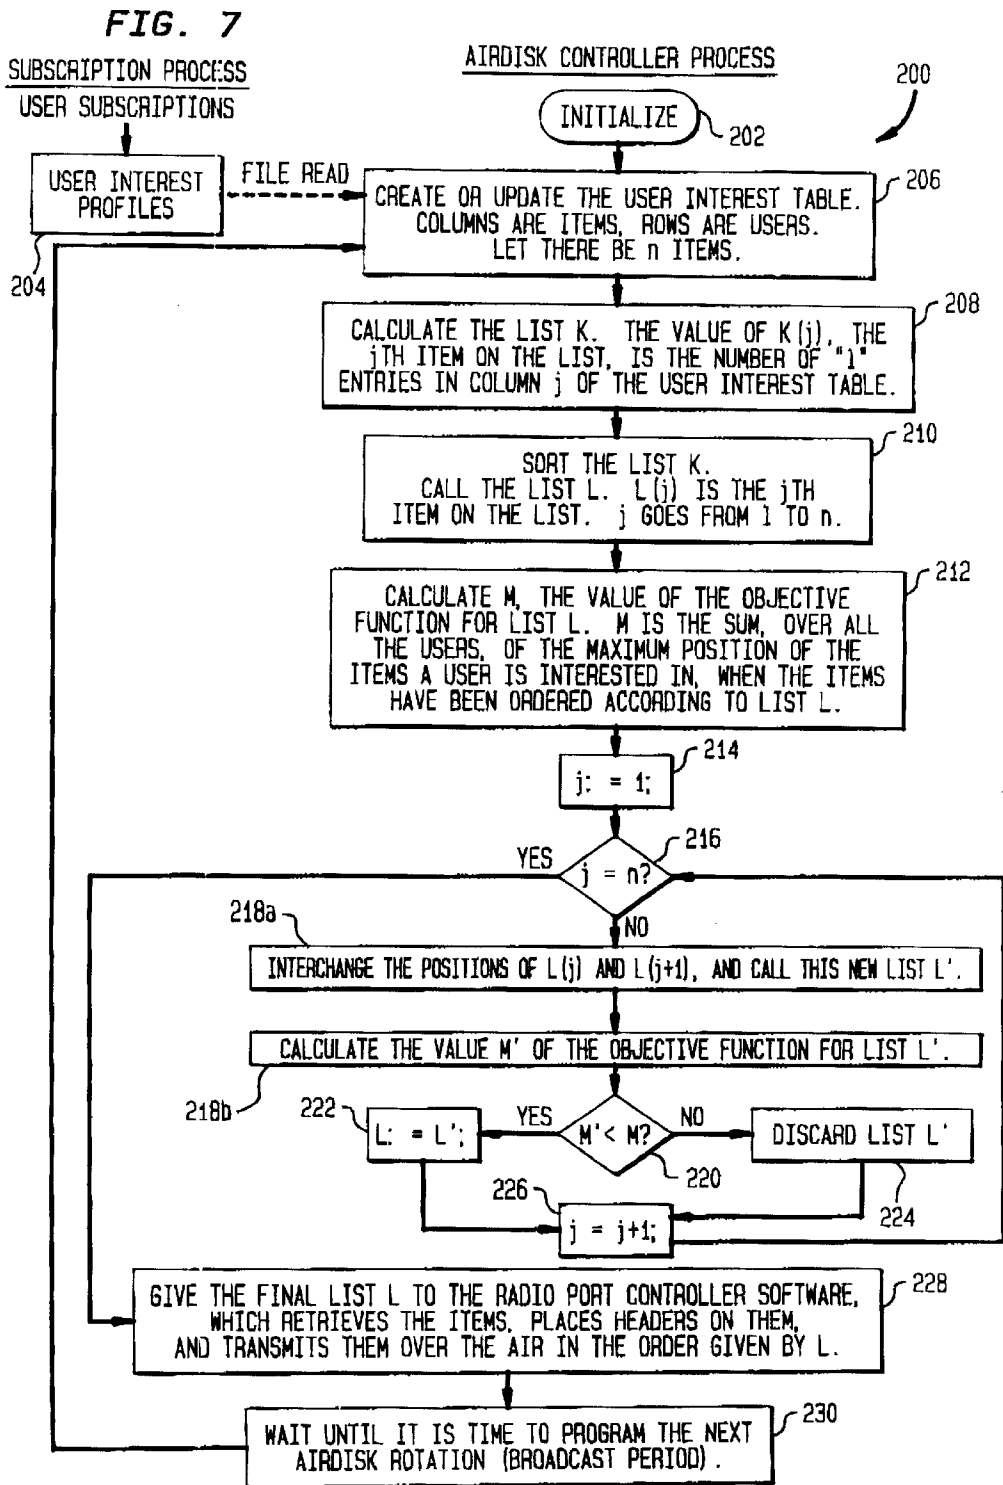 FIG. 7
SUBSCRIPTION PROCESS
USER SUBSCRIPTIONS
AIRDISK CONTROLLER PROCESS
200
INITIALIZE
202
USER INTEREST
PROFILES
204
FILE READ
CREATE OR UPDATE THE USER INTEREST TABLE.
COLUMNS ARE ITEMS, ROWS ARE USERS.
LET THERE BE n ITEMS.
206
CALCULATE THE LIST K. THE VALUE OF K(j), THE
jTH ITEM ON THE LIST, IS THE NUMBER OF "1"
ENTRIES IN COLUMN j OF THE USER INTEREST TABLE.
208
SORT THE LIST K.
CALL THE LIST L. L(j) IS THE jTH
ITEM ON THE LIST. j GOES FROM 1 TO n.
210
CALCULATE M, THE VALUE OF THE OBJECTIVE
FUNCTION FOR LIST L. M IS THE SUM, OVER ALL
THE USERS, OF THE MAXIMUM POSITION OF THE
ITEMS A USER IS INTERESTED IN, WHEN THE ITEMS
HAVE BEEN ORDERED ACCORDING TO LIST L.
212
j: = 1;
214
j = n?
216
YES
NO
218a
INTERCHANGE THE POSITIONS OF L(j) AND L(j+1), AND CALL THIS NEW LIST L'.
CALCULATE THE VALUE M' OF THE OBJECTIVE FUNCTION FOR LIST L'.
218b
222
L: = L';
YES
M' < M?
NO
220
DISCARD LIST L'
224
226
j = j+1;
GIVE THE FINAL LIST L TO THE RADIO PORT CONTROLLER SOFTWARE,
WHICH RETRIEVES THE ITEMS, PLACES HEADERS ON THEM,
AND TRANSMITS THEM OVER THE AIR IN THE ORDER GIVEN BY L.
228
WAIT UNTIL IT IS TIME TO PROGRAM THE NEXT
AIRDISK ROTATION (BROADCAST PERIOD).
230